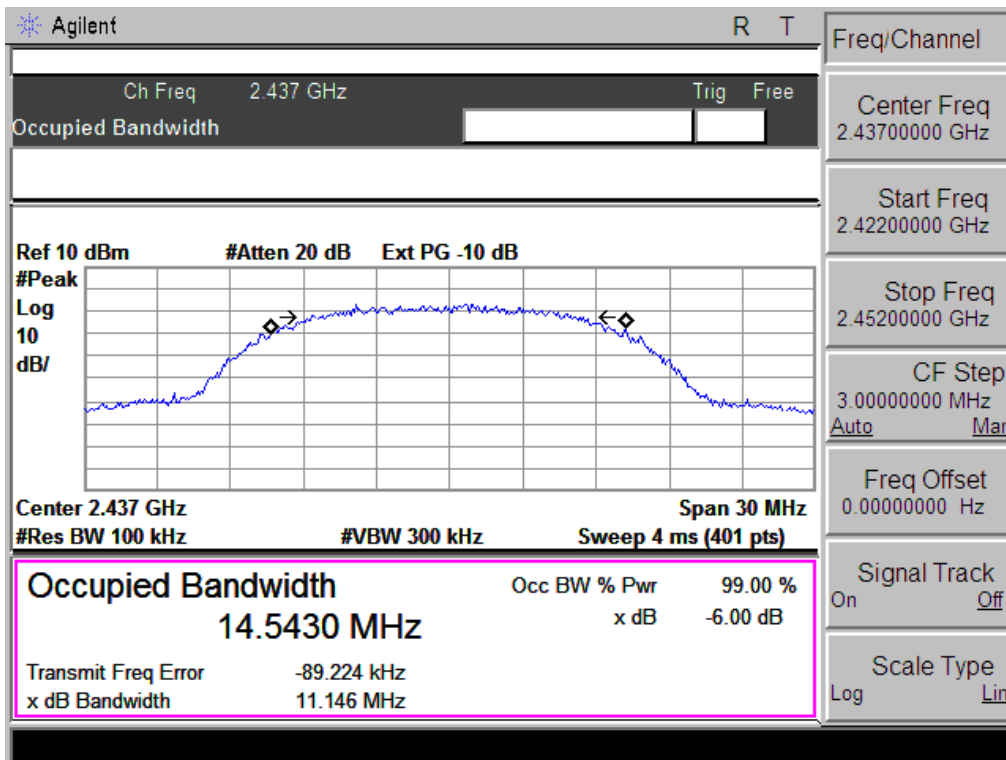 Agilent R T
Ch Freq 2.437 GHz Trig Free
Occupied Bandwidth
Ref 10 dBm #Atten 20 dB Ext PG -10 dB
#Peak
Log
10
dB/
Center 2.437 GHz Span 30 MHz
#Res BW 100 kHz #VBW 300 kHz Sweep 4 ms (401 pts)
Occupied Bandwidth
14.5430 MHz
Occ BW % Pwr 99.00 %
x dB -6.00 dB
Transmit Freq Error -89.224 kHz
x dB Bandwidth 11.146 MHz
Freq/Channel
Center Freq
2.43700000 GHz
Start Freq
2.42200000 GHz
Stop Freq
2.45200000 GHz
CF Step
3.00000000 MHz
Auto Man
Freq Offset
0.00000000 Hz
Signal Track
On Off
Scale Type
Log Lin